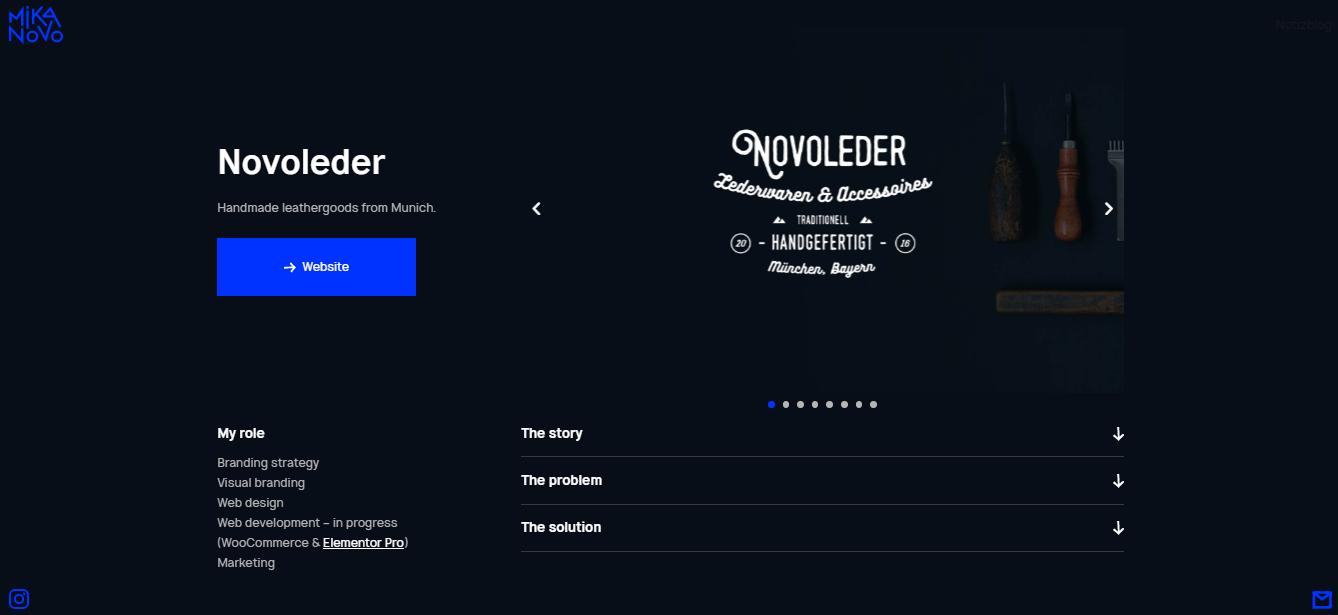 MIKA
NOVO
Notizblog
Novoleder
Handmade leathergoods from Munich.
→ Website
NOVOLEDER
Lederwaren & Accessoires
TRADITIONELL
20 - HANDGEFERTIGT - 16
München, Bayern
My role
Branding strategy
Visual branding
Web design
Web development – in progress
(WooCommerce & Elementor Pro)
Marketing
The story
The problem
The solution